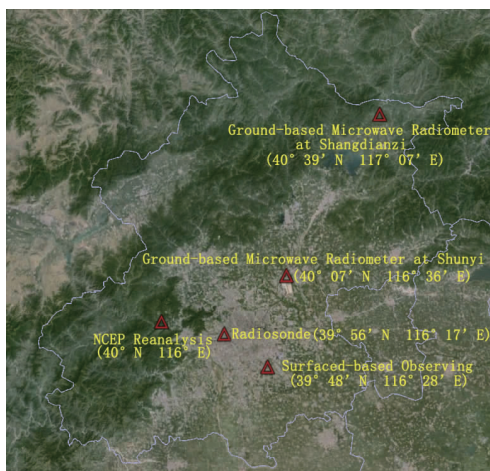 Ground-based Microwave Radiometer
at Shangdianzi
(40° 39′ N 117° 07′ E)
Ground-based Microwave Radiometer at Shunyi
(40° 07′ N 116° 36′ E)
NCEP Reanalysis
(40° N 116° E)
Radiosonde(39° 56′ N 116° 17′ E)
Surfaced-based Observing
(39° 48′ N 116° 28′ E)